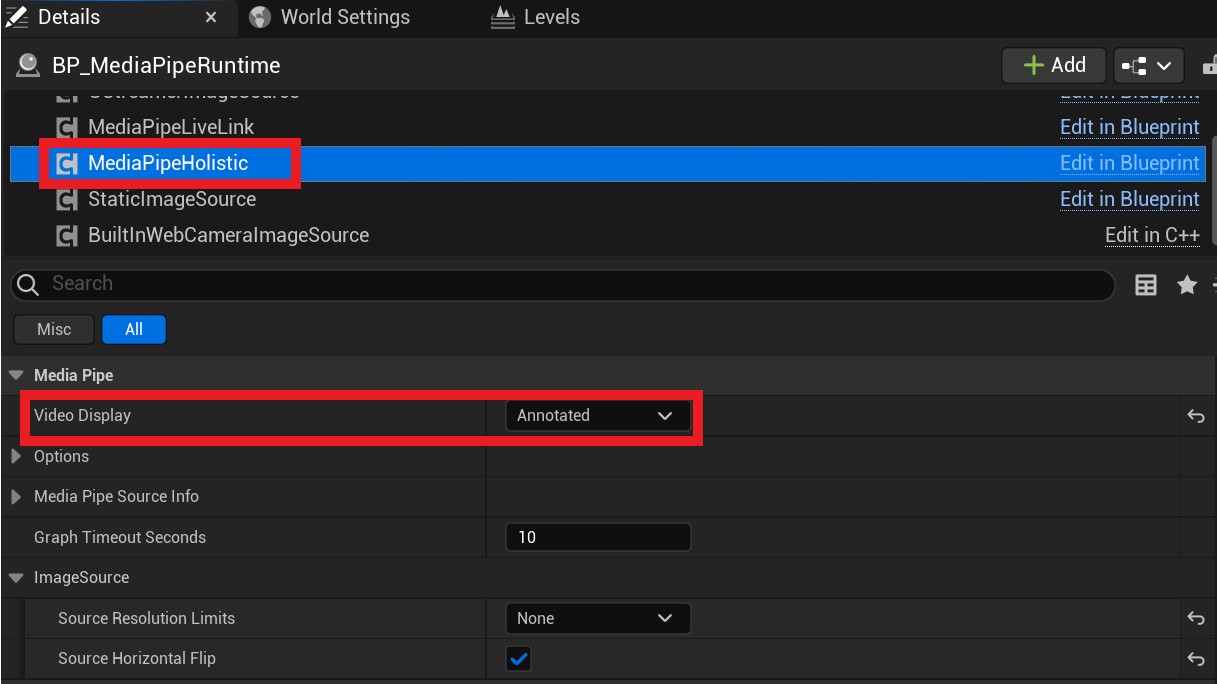 Details × World Settings Levels
BP_MediaPipeRuntime Add
MediaPipeLiveLink Edit in Blueprint
MediaPipeHolistic Edit in Blueprint
StaticImageSource Edit in Blueprint
BuiltInWebCameraImageSource Edit in C++
Search
Misc All
Media Pipe
Video Display Annotated
Options
Media Pipe Source Info
Graph Timeout Seconds 10
ImageSource
Source Resolution Limits None
Source Horizontal Flip